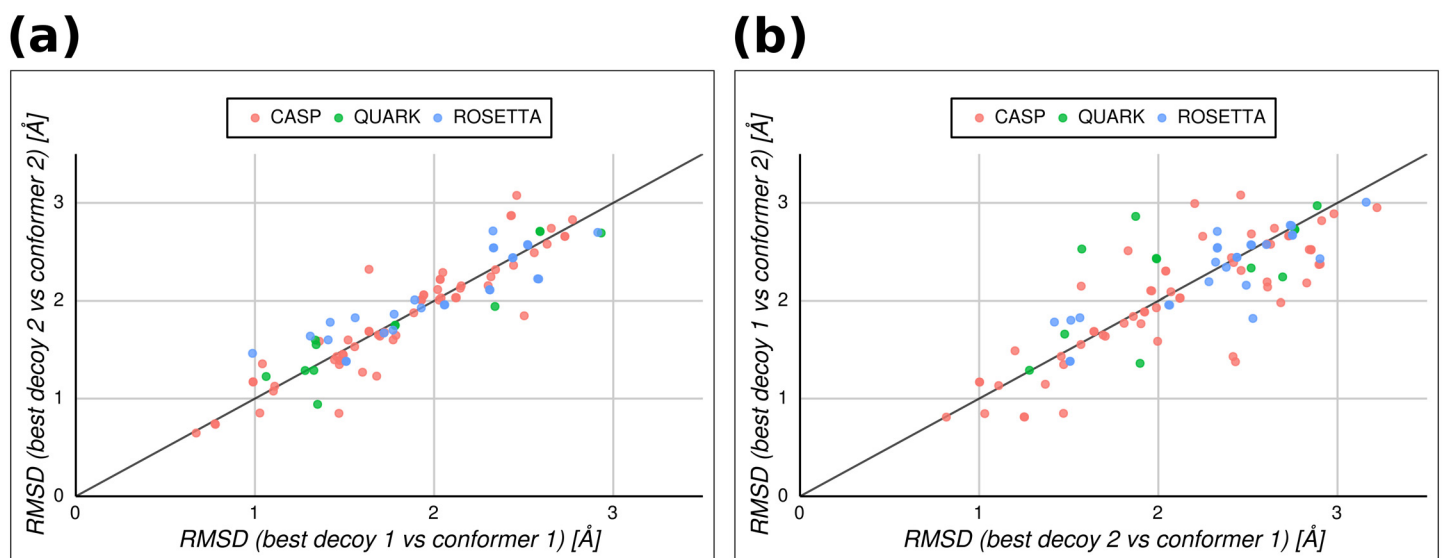 (a)
CASP QUARK ROSETTA
RMSD (best decoy 2 vs conformer 2) [Å]
3
2
1
0
0 1 2 3
RMSD (best decoy 1 vs conformer 1) [Å]
(b)
CASP QUARK ROSETTA
RMSD (best decoy 1 vs conformer 2) [Å]
3
2
1
0
0 1 2 3
RMSD (best decoy 2 vs conformer 1) [Å]